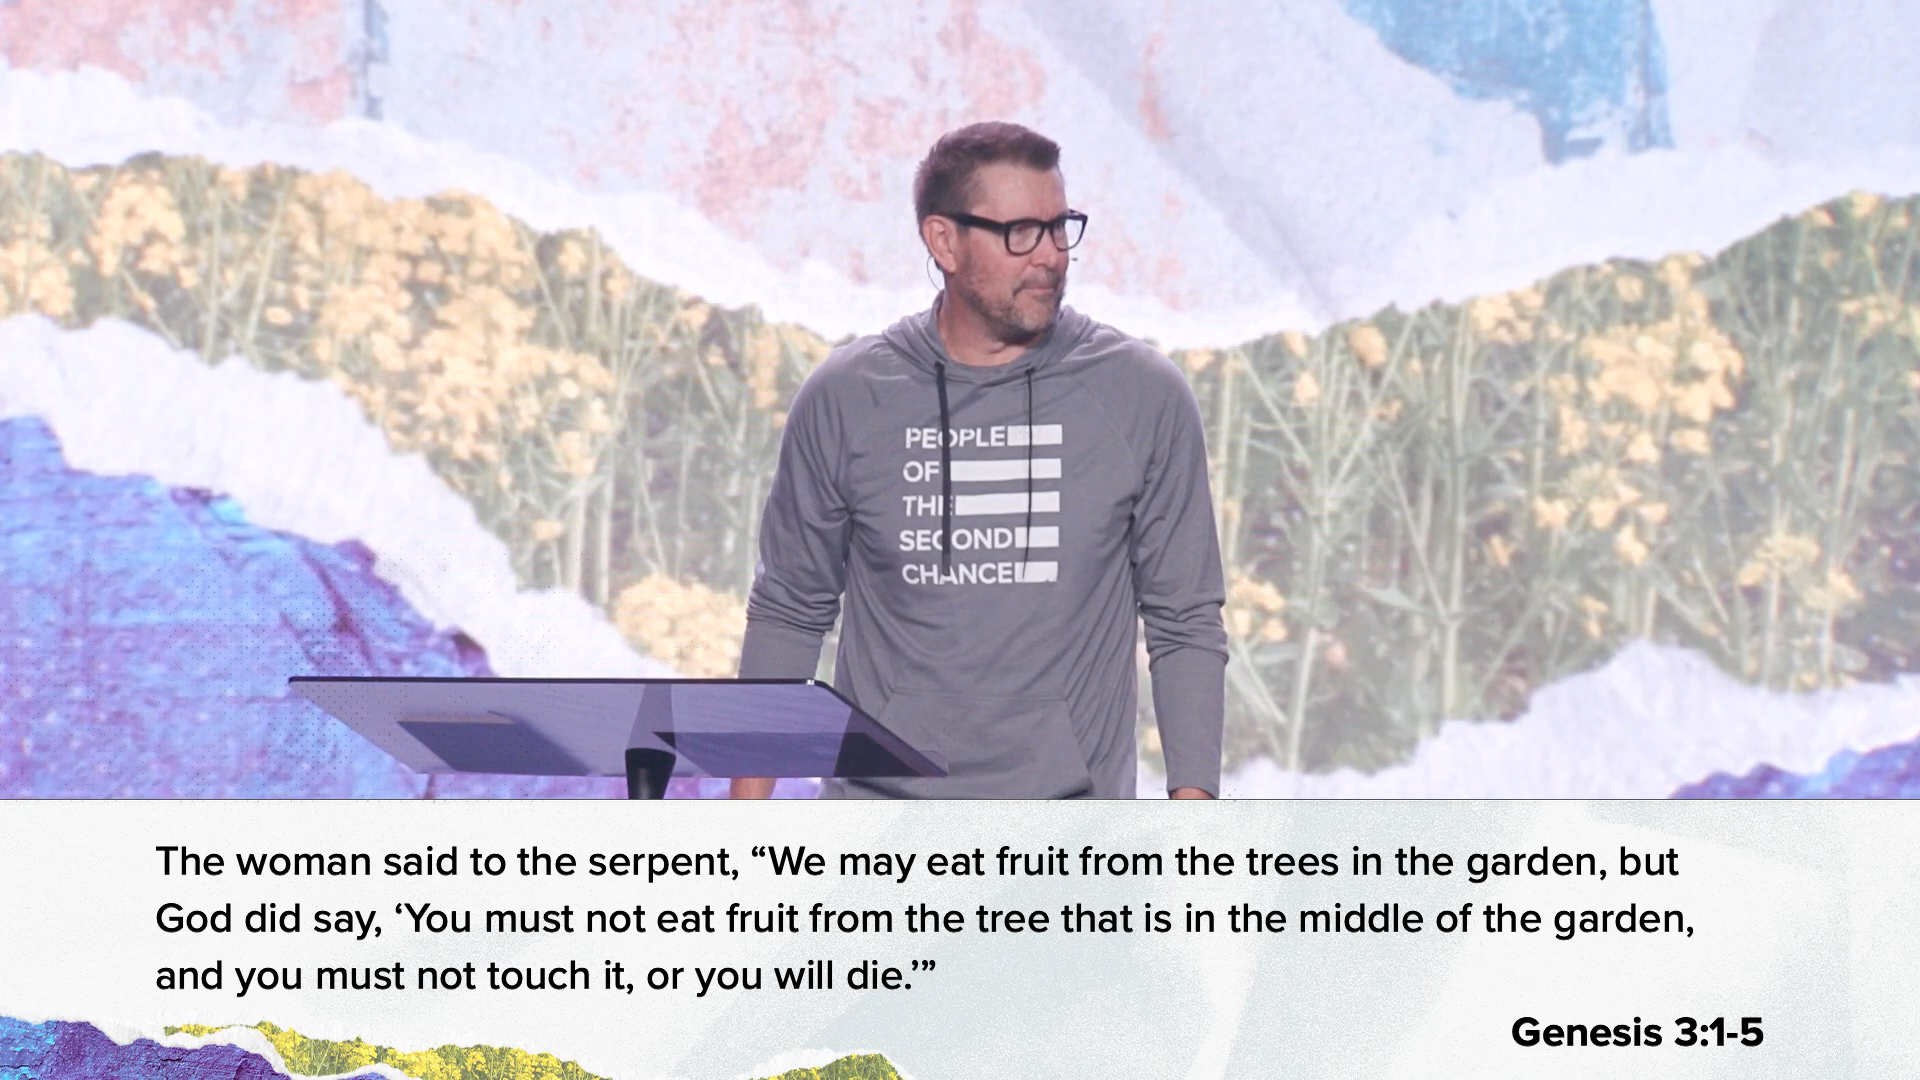 PEOPLE
OF
THE
SECOND
CHANCE
The woman said to the serpent, “We may eat fruit from the trees in the garden, but
God did say, ‘You must not eat fruit from the tree that is in the middle of the garden,
and you must not touch it, or you will die.’”
Genesis 3:1-5